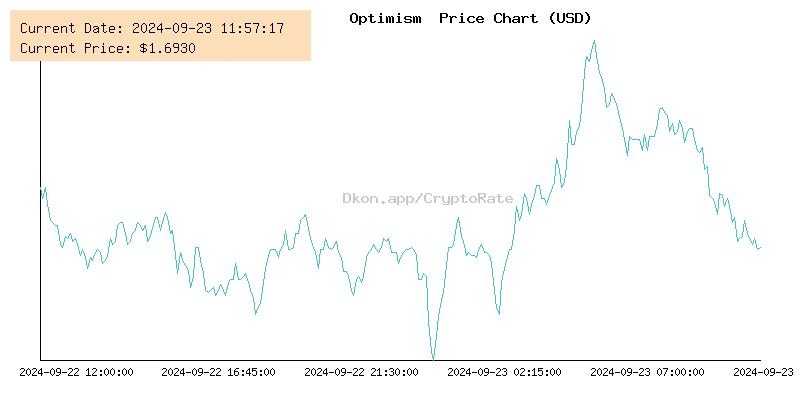 Optimism  Price Chart (USD)
Current Date: 2024-09-23 11:57:17
Current Price: $1.6930
Dkon.app/CryptoRate
2024-09-22 12:00:00 2024-09-22 16:45:00 2024-09-22 21:30:00 2024-09-23 02:15:00 2024-09-23 07:00:00 2024-09-23